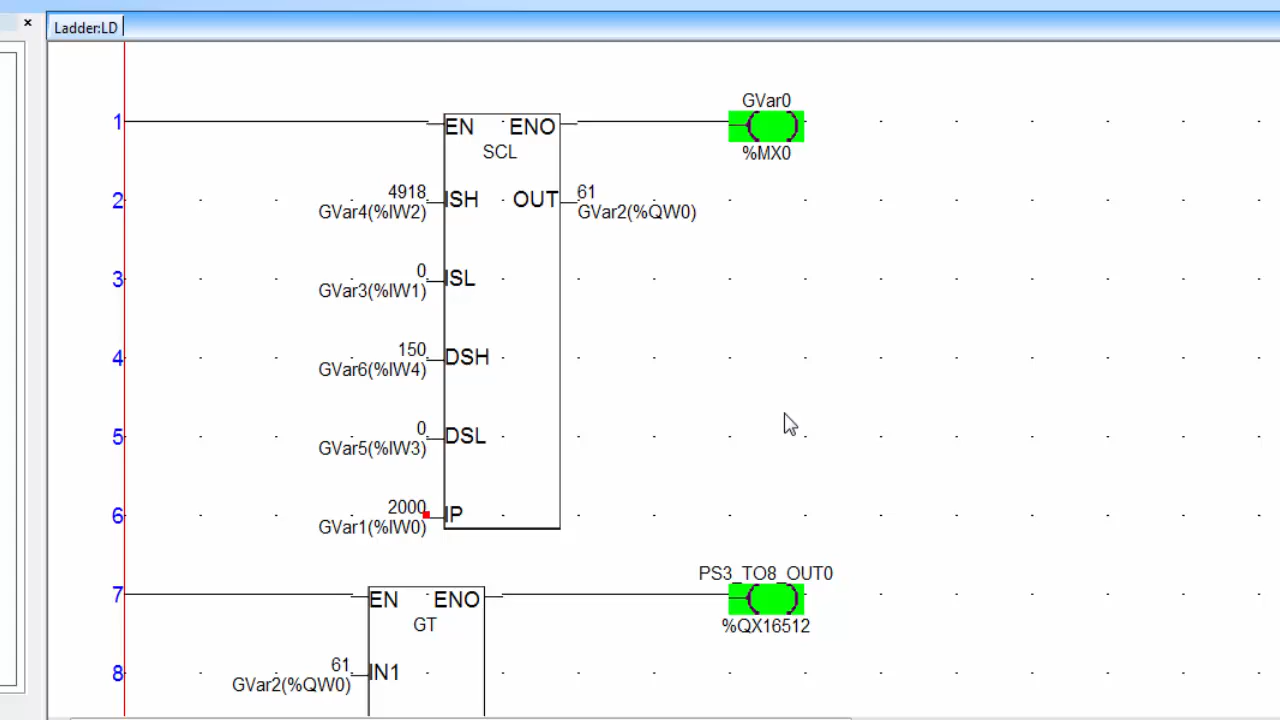 Ladder:LD
GVar0
1
EN ENO
SCL
%MX0
2
4918
GVar4(%IW2)
ISH OUT
61
GVar2(%QW0)
3
0
GVar3(%IW1)
ISL
4
150
GVar6(%IW4)
DSH
5
0
GVar5(%IW3)
DSL
6
2000
GVar1(%IW0)
IP
PS3_TO8_OUT0
7
EN ENO
GT
%QX16512
8
61
GVar2(%QW0)
IN1